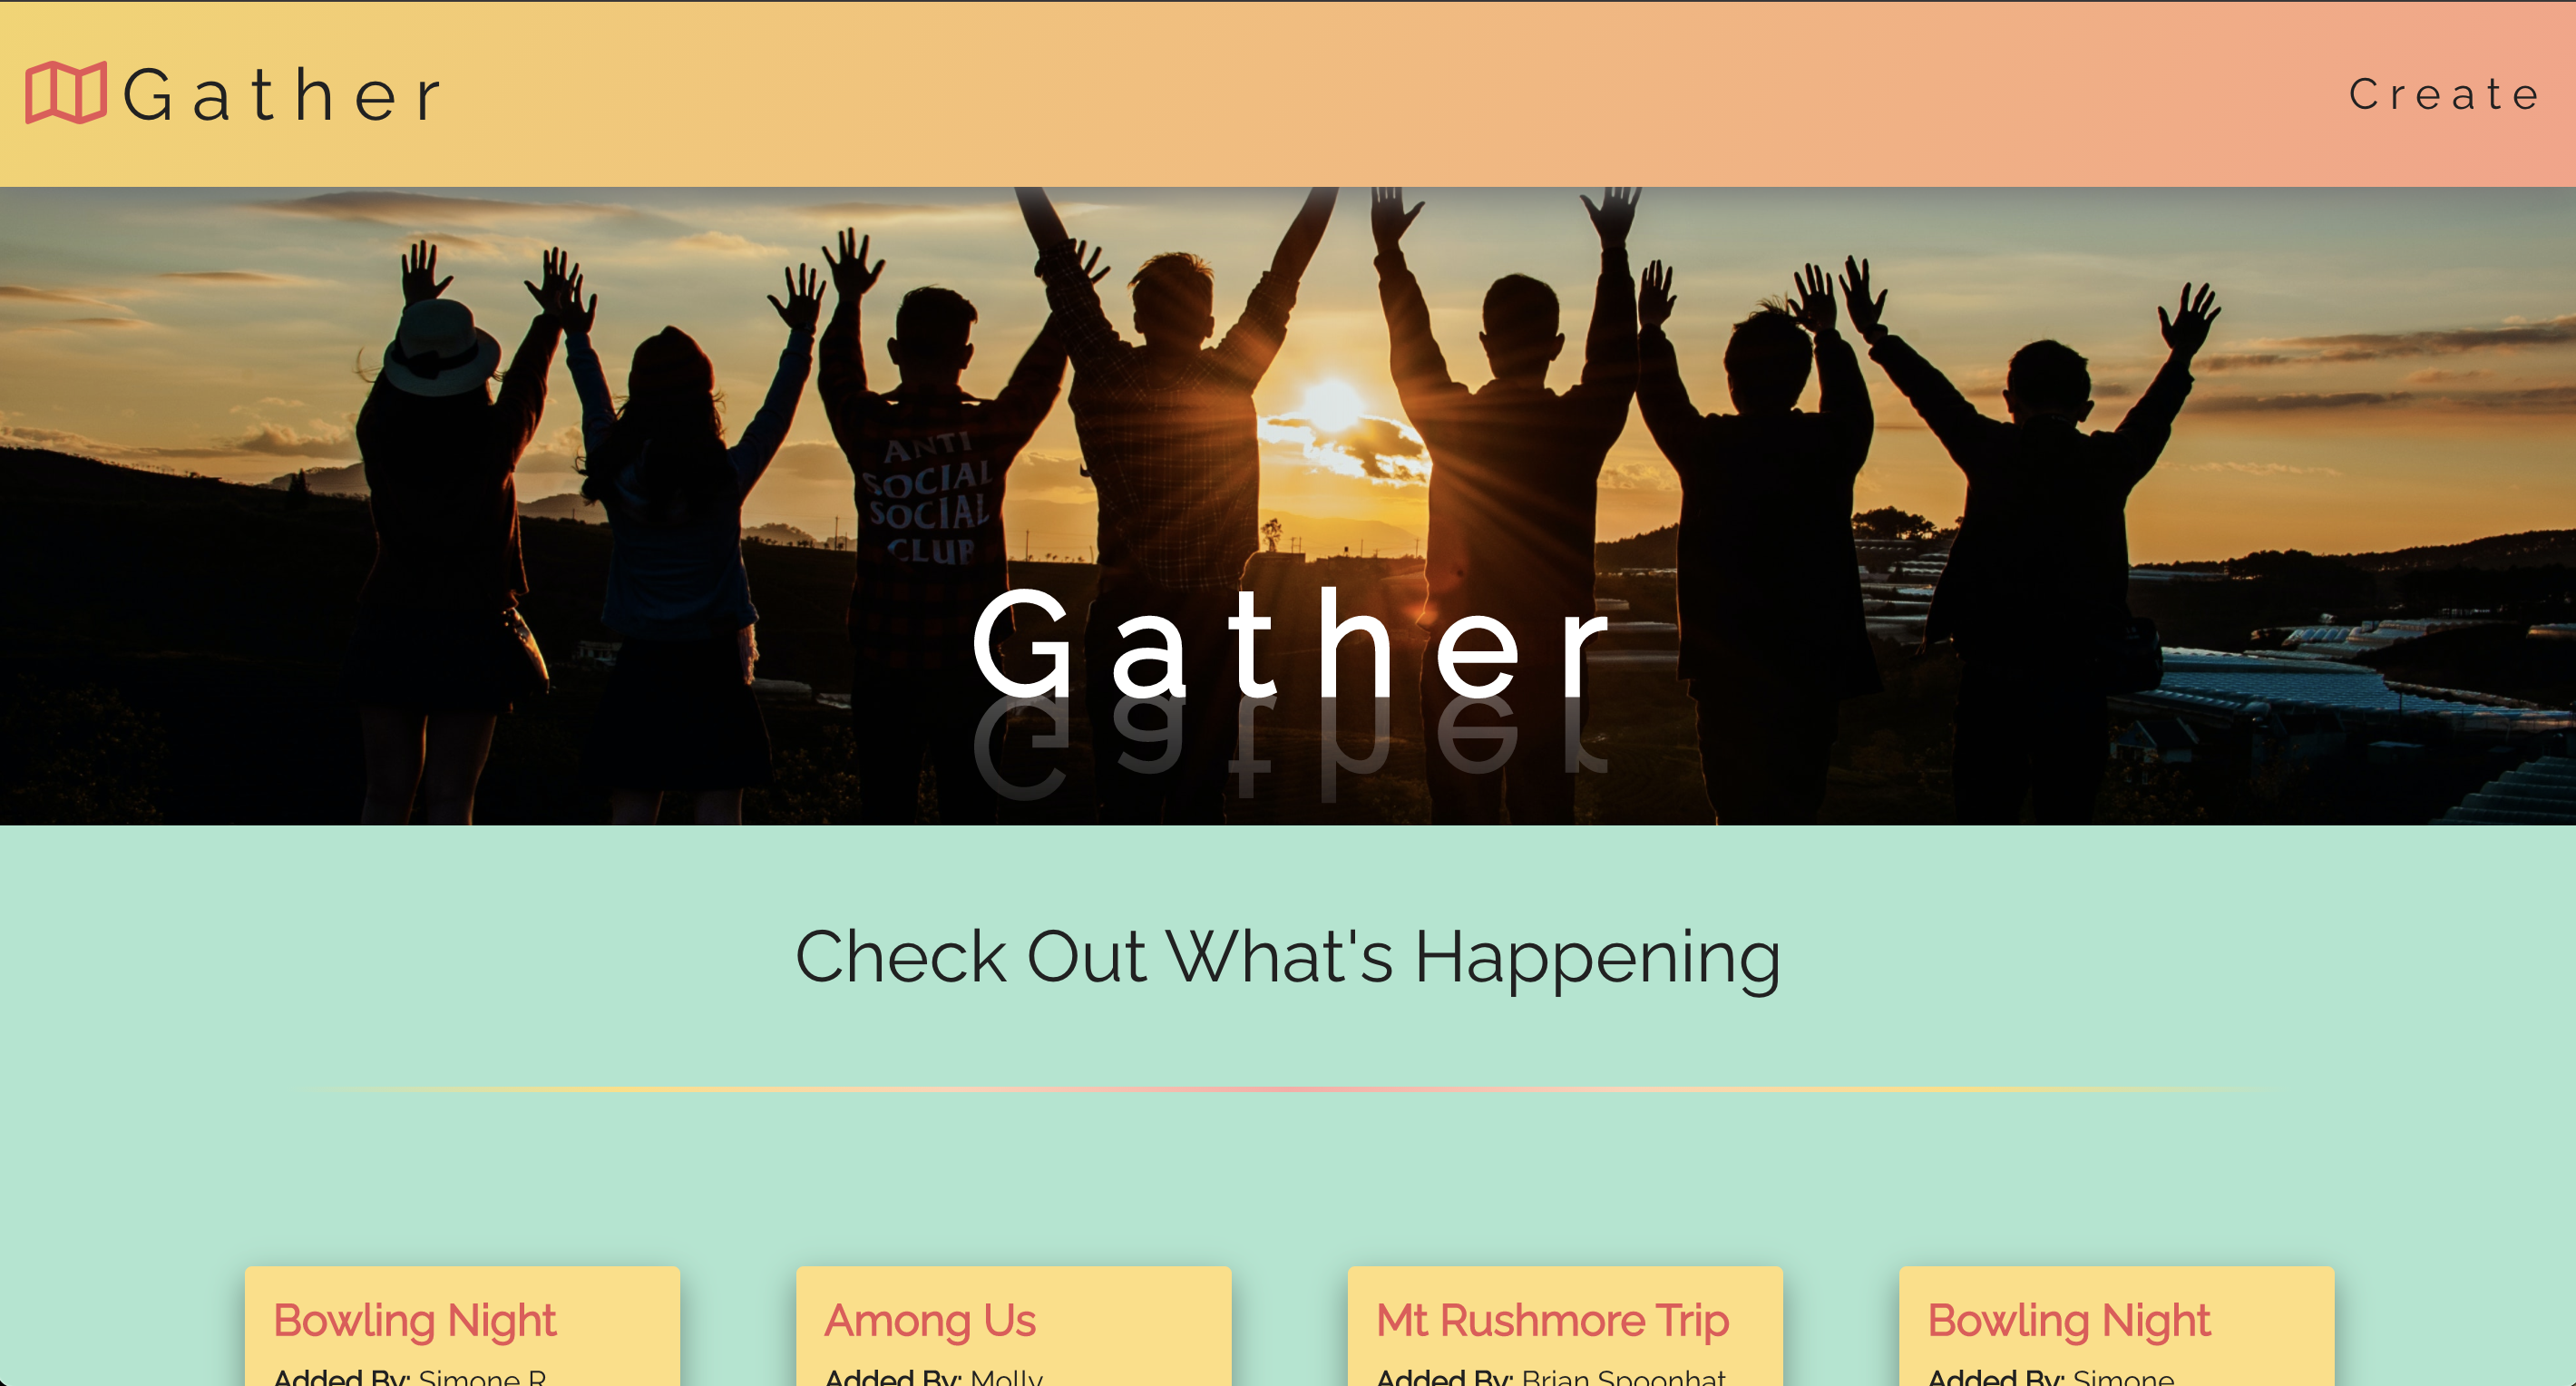 Gather
Create
ANTI
SOCIAL
SOCIAL
CLUB
Gather
Check Out What's Happening
Bowling Night
Among Us
Mt Rushmore Trip
Bowling Night
Added By: Simone R
Added By: Molly
Added By: Brian Spoonhat
Added By: Simone